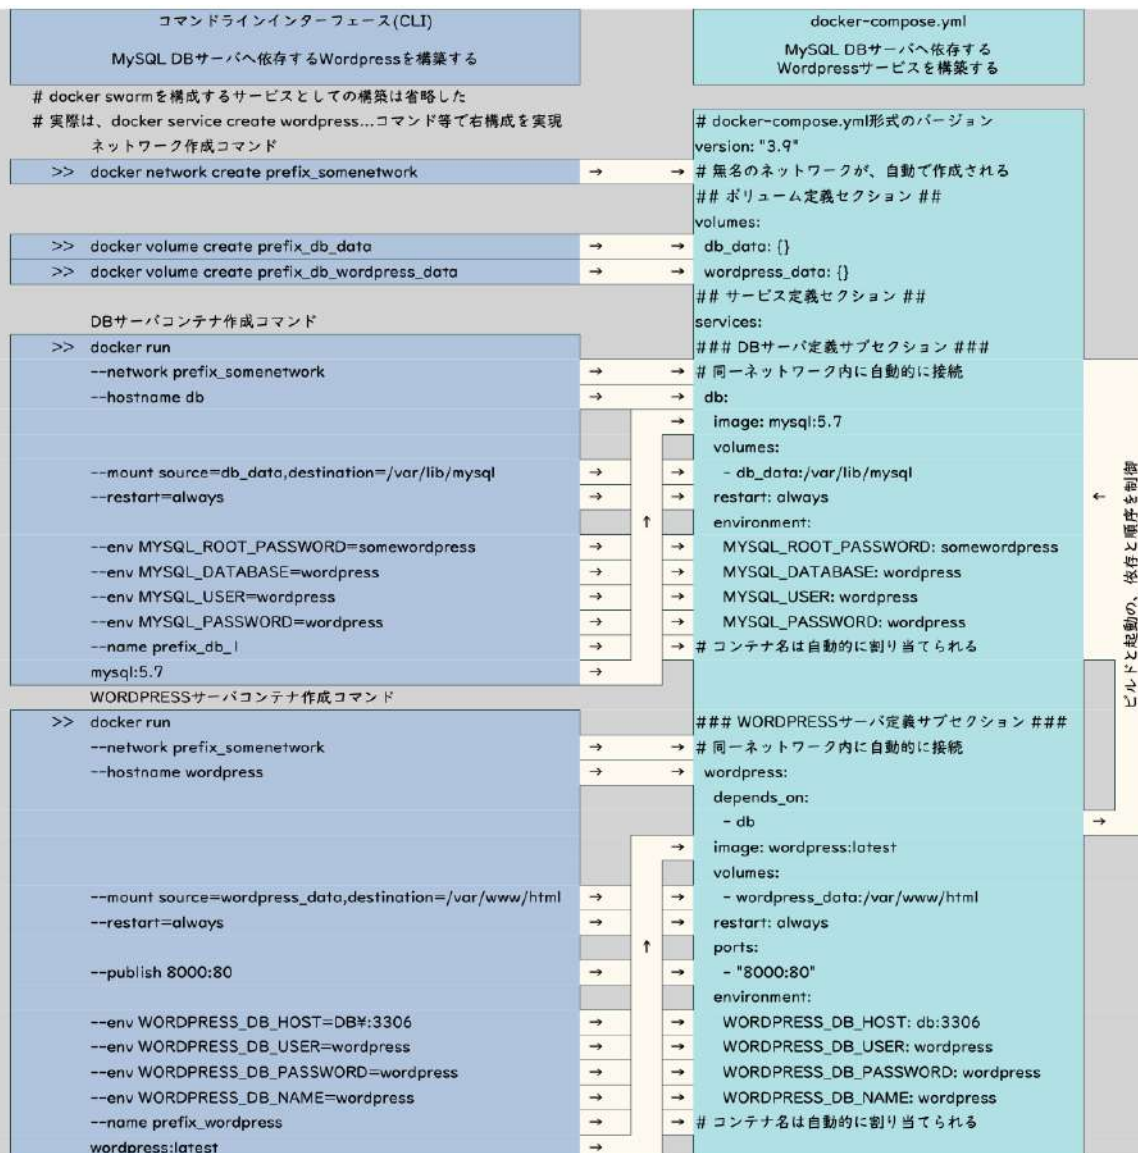 コマンドラインインターフェース(CLI)
MySQL DBサーバへ依存するWordpressを構築する
# docker swarmを構成するサービスとしての構築は省略した
# 実際は、docker service create wordpress...コマンド等で右構成を実現
ネットワーク作成コマンド
>> docker network create prefix_somenetwork
>> docker volume create prefix_db_data
>> docker volume create prefix_db_wordpress_data
DBサーバコンテナ作成コマンド
>> docker run
--network prefix_somenetwork
--hostname db
--mount source=db_data,destination=/var/lib/mysql
--restart=always
--env MYSQL_ROOT_PASSWORD=somewordpress
--env MYSQL_DATABASE=wordpress
--env MYSQL_USER=wordpress
--env MYSQL_PASSWORD=wordpress
--name prefix_db_1
mysql:5.7
WORDPRESSサーバコンテナ作成コマンド
>> docker run
--network prefix_somenetwork
--hostname wordpress
--mount source=wordpress_data,destination=/var/www/html
--restart=always
--publish 8000:80
--env WORDPRESS_DB_HOST=DB¥:3306
--env WORDPRESS_DB_USER=wordpress
--env WORDPRESS_DB_PASSWORD=wordpress
--env WORDPRESS_DB_NAME=wordpress
--name prefix_wordpress
wordpress:latest
docker-compose.yml
MySQL DBサーバへ依存する
Wordpressサービスを構築する
# docker-compose.yml形式のバージョン
version: "3.9"
# 無名のネットワークが、自動で作成される
## ボリューム定義セクション ##
volumes:
db_data: {}
wordpress_data: {}
## サービス定義セクション ##
services:
### DBサーバ定義サブセクション ###
# 同一ネットワーク内に自動的に接続
db:
image: mysql:5.7
volumes:
- db_data:/var/lib/mysql
restart: always
environment:
MYSQL_ROOT_PASSWORD: somewordpress
MYSQL_DATABASE: wordpress
MYSQL_USER: wordpress
MYSQL_PASSWORD: wordpress
# コンテナ名は自動的に割り当てられる
### WORDPRESSサーバ定義サブセクション ###
# 同一ネットワーク内に自動的に接続
wordpress:
depends_on:
- db
image: wordpress:latest
volumes:
- wordpress_data:/var/www/html
restart: always
ports:
- "8000:80"
environment:
WORDPRESS_DB_HOST: db:3306
WORDPRESS_DB_USER: wordpress
WORDPRESS_DB_PASSWORD: wordpress
WORDPRESS_DB_NAME: wordpress
# コンテナ名は自動的に割り当てられる
ビルドと起動の、依存と順序を制御